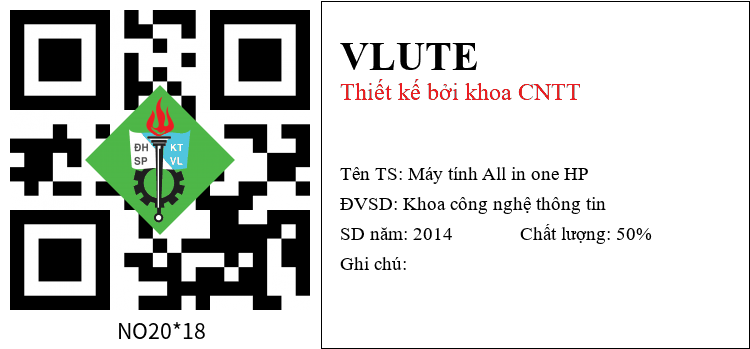 ĐH KT
SP VL
NO20*18
VLUTE
Thiết kế bởi khoa CNTT
Tên TS: Máy tính All in one HP
ĐVSD: Khoa công nghệ thông tin
SD năm: 2014 Chất lượng: 50%
Ghi chú: